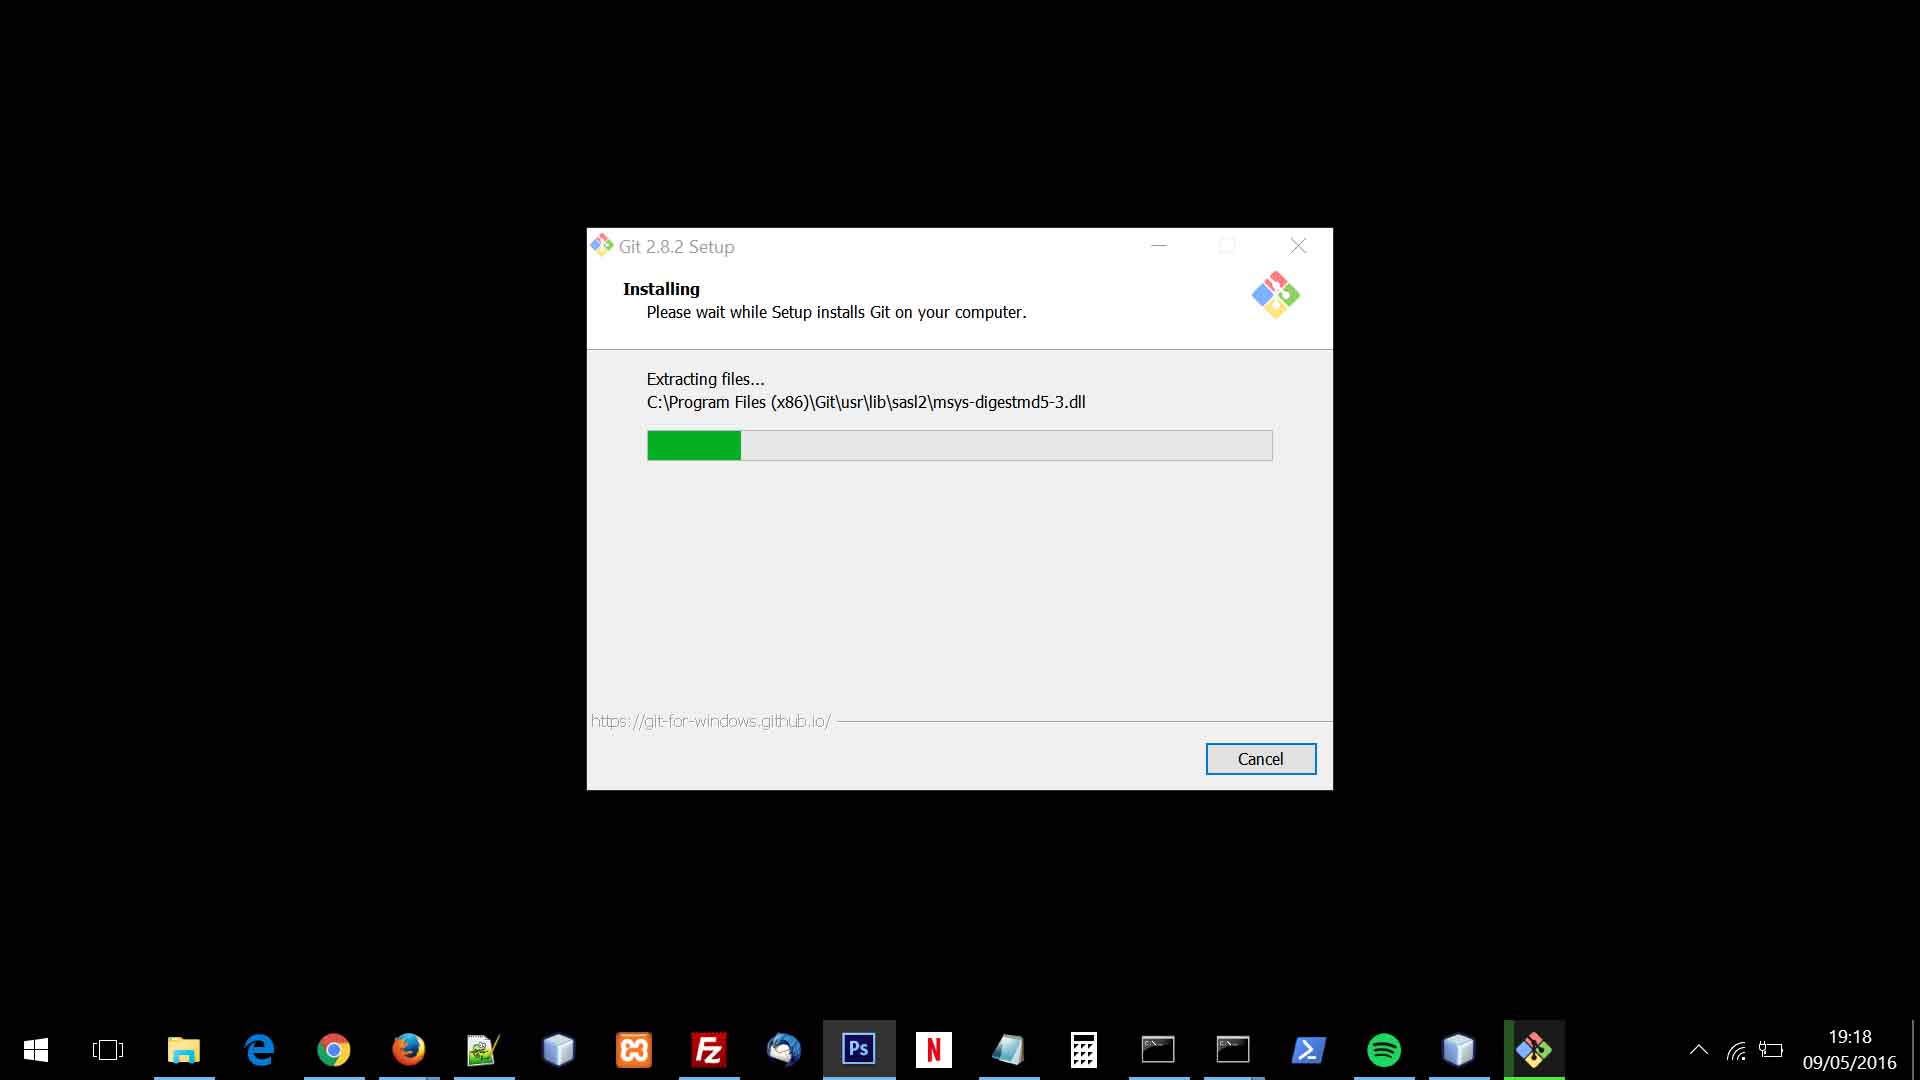 Git 2.8.2 Setup
Installing
Please wait while Setup installs Git on your computer.
Extracting files...
C:\Program Files (x86)\Git\usr\lib\sasl2\msys-digestmd5-3.dll
https://git-for-windows.github.io/
Cancel
Fz
Ps
N
19:18
09/05/2016